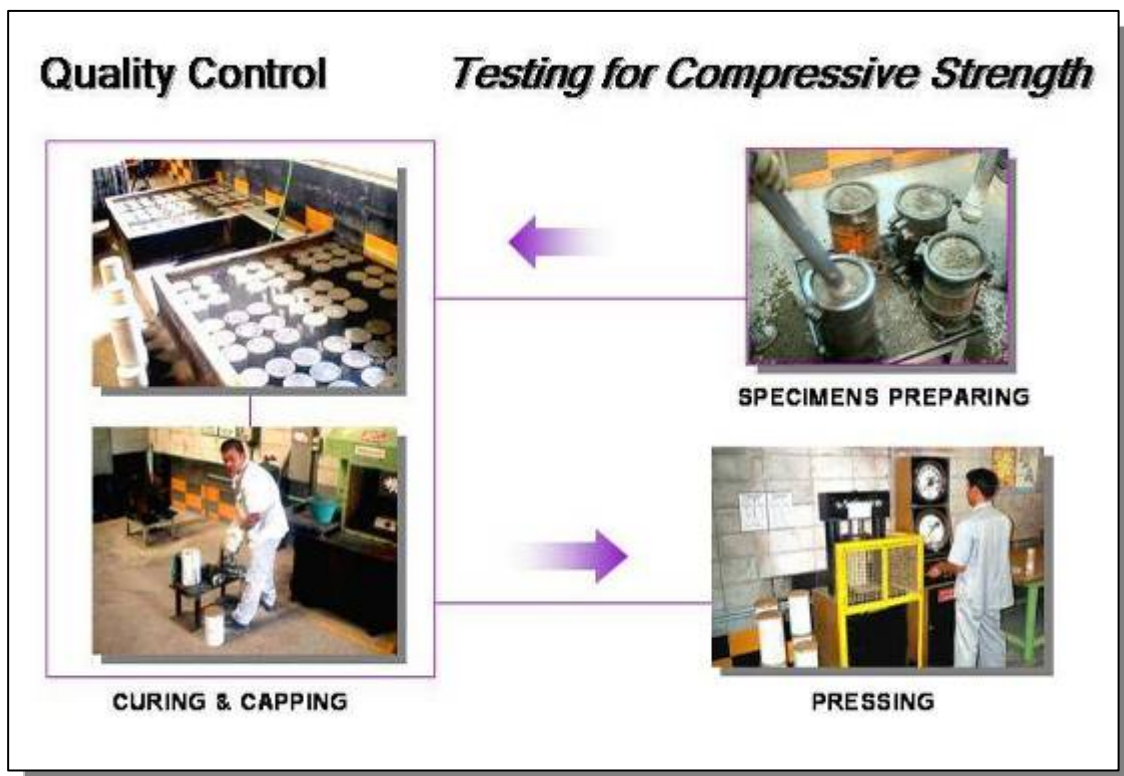 Quality Control
Testing for Compressive Strength
SPECIMENS PREPARING
CURING & CAPPING
PRESSING